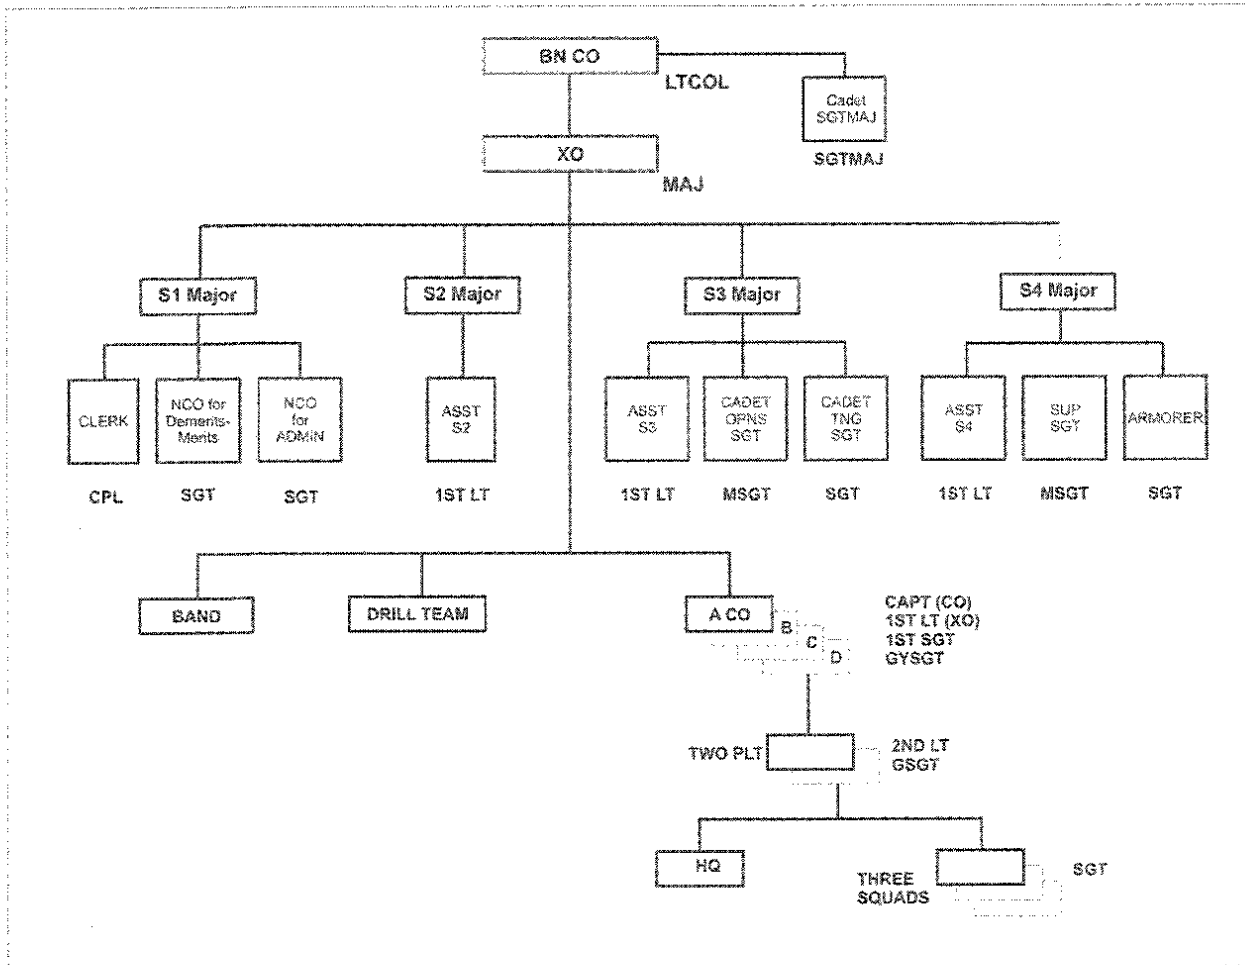 BN CO
LTCOL
Cadet
SGTMAJ
SGTMAJ
XO
MAJ
S1 Major
S2 Major
S3 Major
S4 Major
CLERK
NCO for
Demerits-
Merits
NCO
for
ADMIN
ASST
S2
ASST
S3
CADET
OPNS
SGT
CADET
TNG
SGT
ASST
S4
SUP
SGT
ARMORER
CPL
SGT
SGT
1ST LT
1ST LT
MSGT
SGT
1ST LT
MSGT
SGT
BAND
DRILL TEAM
A CO
B
C
D
CAPT (CO)
1ST LT (XO)
1ST SGT
GYSGT
TWO PLT
2ND LT
GSGT
HQ
THREE
SQUADS
SGT